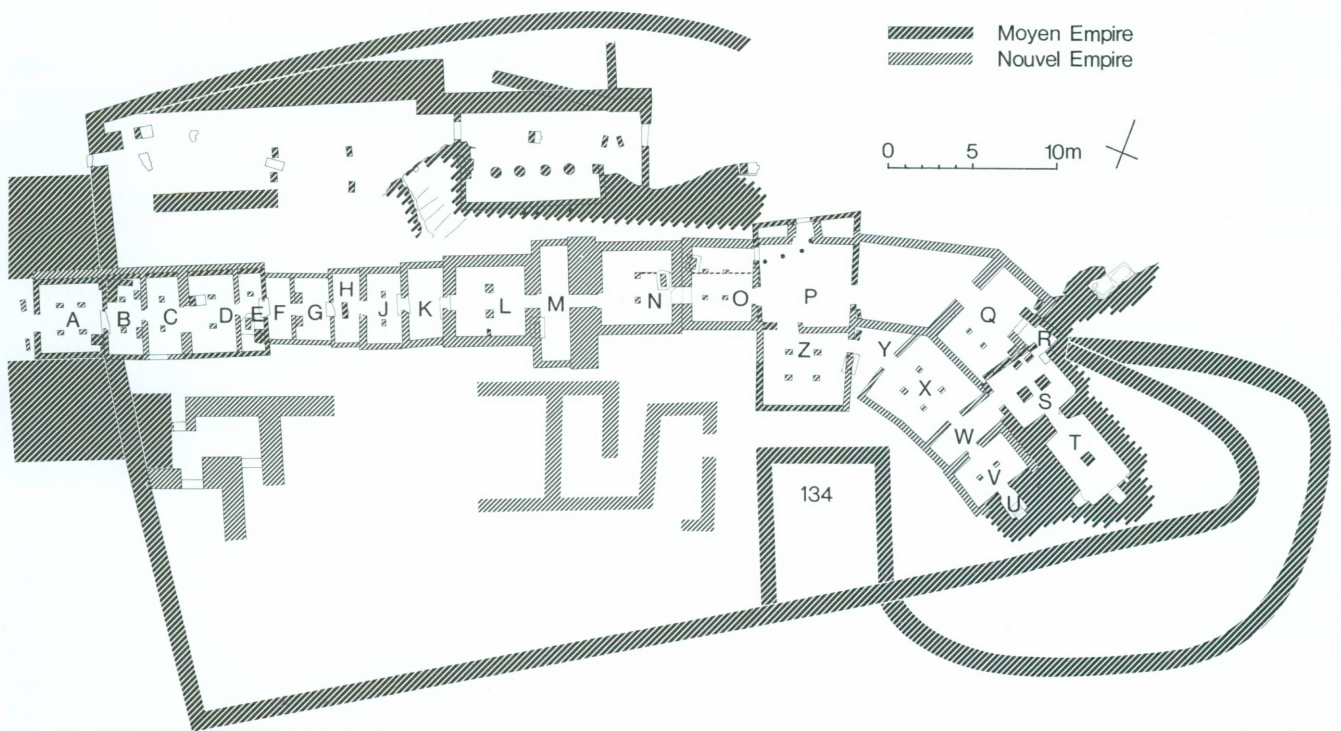 Moyen Empire
Nouvel Empire
0 5 10m
A B C D E F G H J K L M N O P Q R
Z Y X S
W T
V
U
134